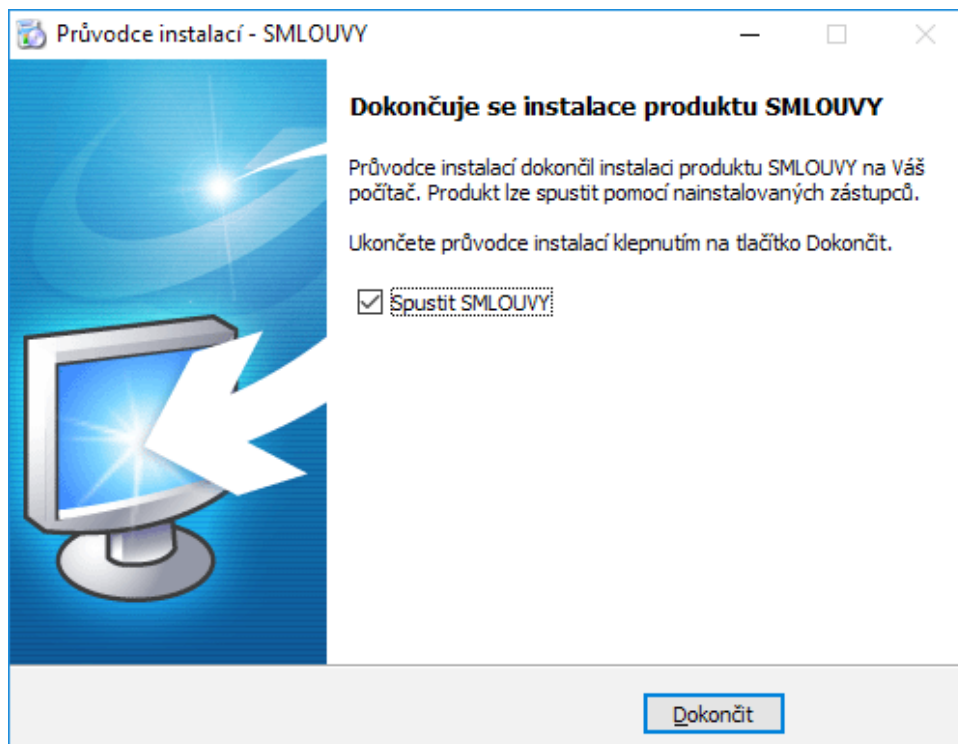 Průvodce instalací - SMLOUVY
Dokončuje se instalace produktu SMLOUVY
Průvodce instalací dokončil instalaci produktu SMLOUVY na Váš
počítač. Produkt lze spustit pomocí nainstalovaných zástupců.
Ukončete průvodce instalací klepnutím na tlačítko Dokončit.
Spustit SMLOUVY
Dokončit